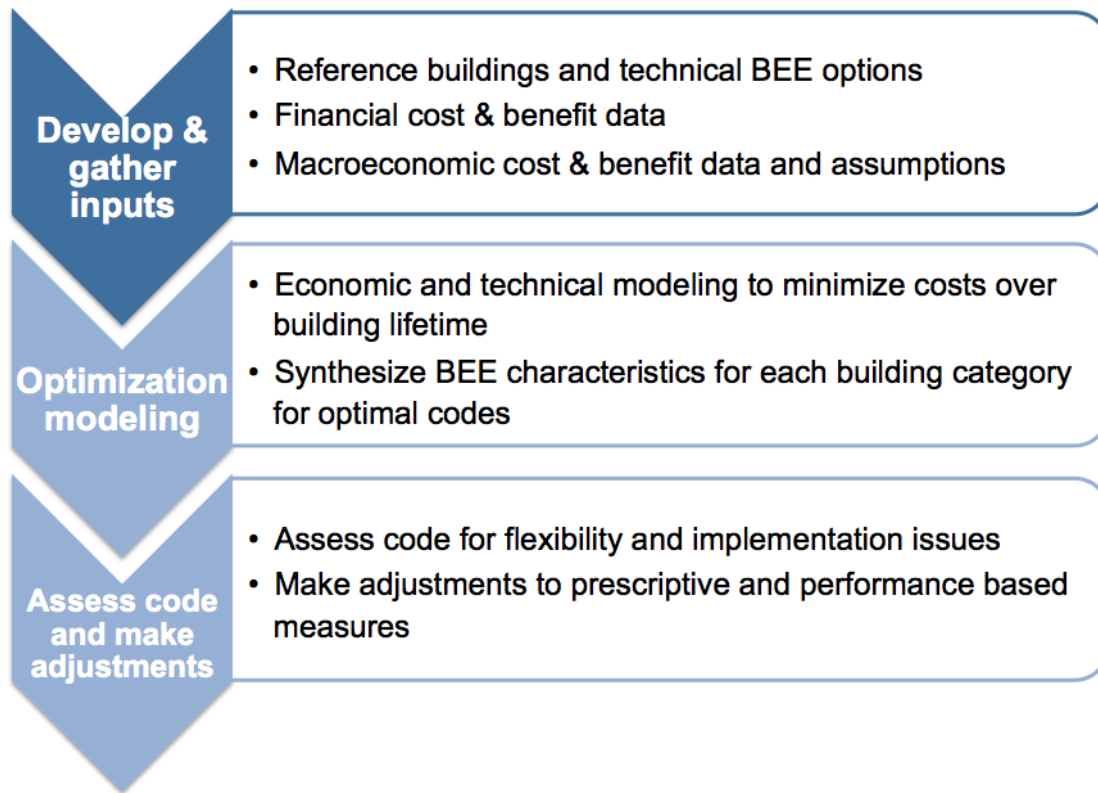 Develop &
gather
inputs
• Reference buildings and technical BEE options
• Financial cost & benefit data
• Macroeconomic cost & benefit data and assumptions
Optimization
modeling
• Economic and technical modeling to minimize costs over
building lifetime
• Synthesize BEE characteristics for each building category
for optimal codes
Assess code
and make
adjustments
• Assess code for flexibility and implementation issues
• Make adjustments to prescriptive and performance based
measures